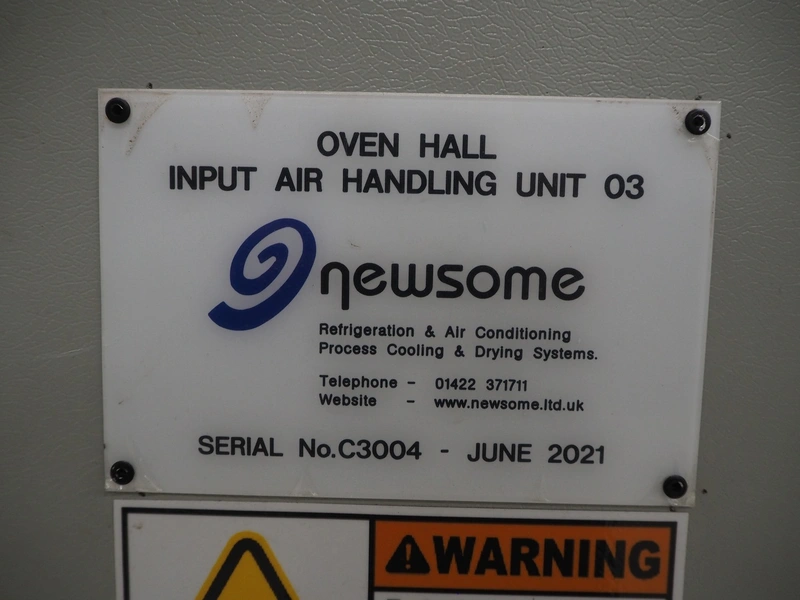 OVEN HALL
INPUT AIR HANDLING UNIT 03
newsome
Refrigeration & Air Conditioning
Process Cooling & Drying Systems.
Telephone - 01422 371711
Website - www.newsome.ltd.uk
SERIAL No.C3004 - JUNE 2021
WARNING